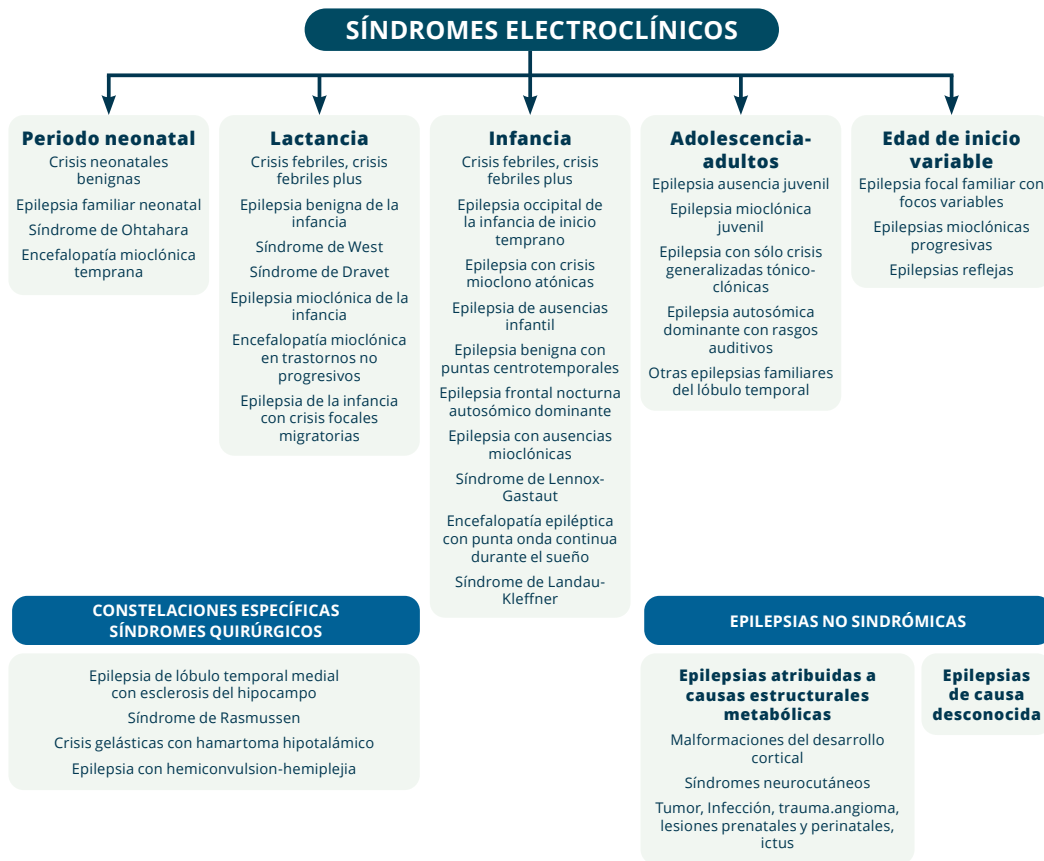 SÍNDROMES ELECTROCLÍNICOS
Periodo neonatal
Crisis neonatales
benignas
Epilepsia familiar neonatal
Síndrome de Ohtahara
Encefalopatía mioclónica
temprana
Lactancia
Crisis febriles, crisis
febriles plus
Epilepsia benigna de la
infancia
Síndrome de West
Síndrome de Dravet
Epilepsia mioclónica de la
infancia
Encefalopatía mioclónica
en trastornos no
progresivos
Epilepsia de la infancia
con crisis focales
migratorias
Infancia
Crisis febriles, crisis
febriles plus
Epilepsia occipital de
la infancia de inicio
temprano
Epilepsia con crisis
mioclono atónicas
Epilepsia de ausencias
infantil
Epilepsia benigna con
puntas centrotemporales
Epilepsia frontal nocturna
autosómico dominante
Epilepsia con ausencias
mioclónicas
Síndrome de Lennox-
Gastaut
Encefalopatía epiléptica
con punta onda continua
durante el sueño
Síndrome de Landau-
Kleffner
Adolescencia-
adultos
Epilepsia ausencia juvenil
Epilepsia mioclónica
juvenil
Epilepsia con sólo crisis
generalizadas tónico-
clónicas
Epilepsia autosómica
dominante con rasgos
auditivos
Otras epilepsias familiares
del lóbulo temporal
Edad de inicio
variable
Epilepsia focal familiar con
focos variables
Epilepsias mioclónicas
progresivas
Epilepsias reflejas
CONSTELACIONES ESPECÍFICAS
SÍNDROMES QUIRÚRGICOS
Epilepsia de lóbulo temporal medial
con esclerosis del hipocampo
Síndrome de Rasmussen
Crisis gelásticas con hamartoma hipotalámico
Epilepsia con hemiconvulsion-hemiplejia
EPILEPSIAS NO SINDRÓMICAS
Epilepsias atribuidas a
causas estructurales
metabólicas
Malformaciones del desarrollo
cortical
Síndromes neurocutáneos
Tumor, Infección, trauma.angioma,
lesiones prenatales y perinatales,
ictus
Epilepsias
de causa
desconocida